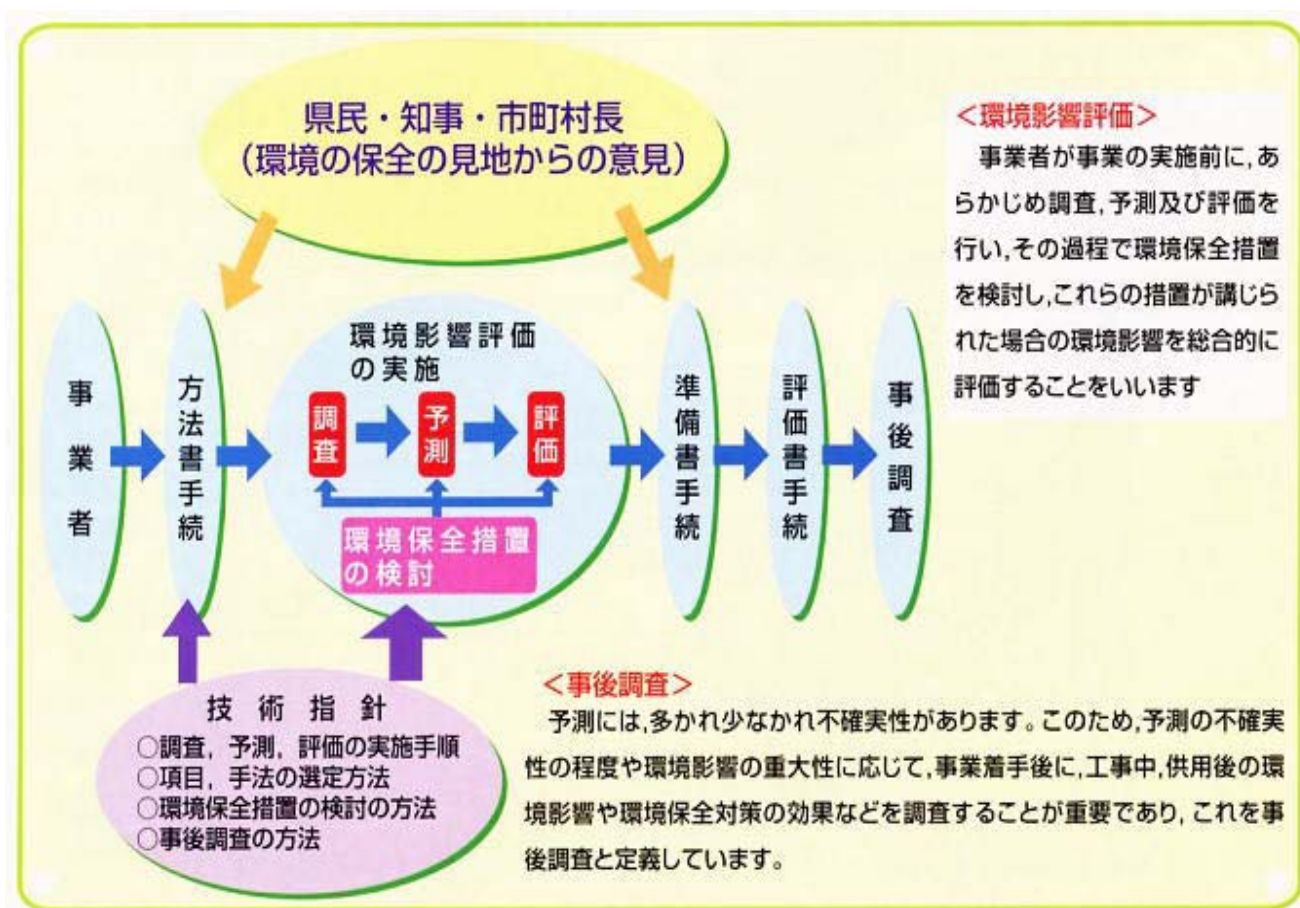 県民・知事・市町村長
（環境の保全の見地からの意見）
＜環境影響評価＞
事業者が事業の実施前に,あ
らかじめ調査,予測及び評価を
行い,その過程で環境保全措置
を検討し,これらの措置が講じら
れた場合の環境影響を総合的に
評価することをいいます
事業者
方法書手続
環境影響評価
の実施
調査
予測
評価
環境保全措置
の検討
準備書手続
評価書手続
事後調査
技術指針
○調査，予測，評価の実施手順
○項目，手法の選定方法
○環境保全措置の検討の方法
○事後調査の方法
＜事後調査＞
予測には,多かれ少なかれ不確実性があります。このため,予測の不確実
性の程度や環境影響の重大性に応じて,事業着手後に,工事中,供用後の環
境影響や環境保全対策の効果などを調査することが重要であり,これを事
後調査と定義しています。